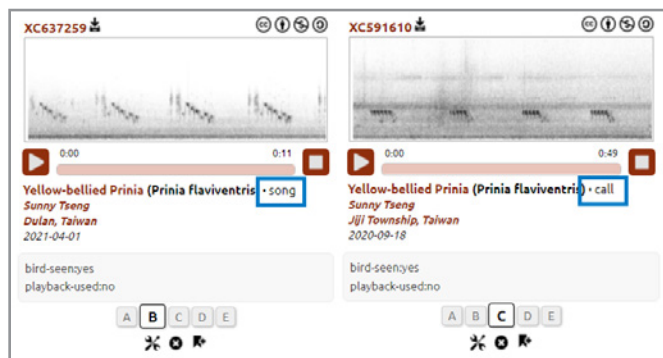 XC637259
0:00 0:11
Yellow-bellied Prinia (Prinia flaviventris) · song
Sunny Tseng
Dulan, Taiwan
2021-04-01
bird-seen:yes
playback-used:no
A B C D E
XC591610
0:00 0:49
Yellow-bellied Prinia (Prinia flaviventris) · call
Sunny Tseng
Jiji Township, Taiwan
2020-09-18
bird-seen:yes
playback-used:no
A B C D E